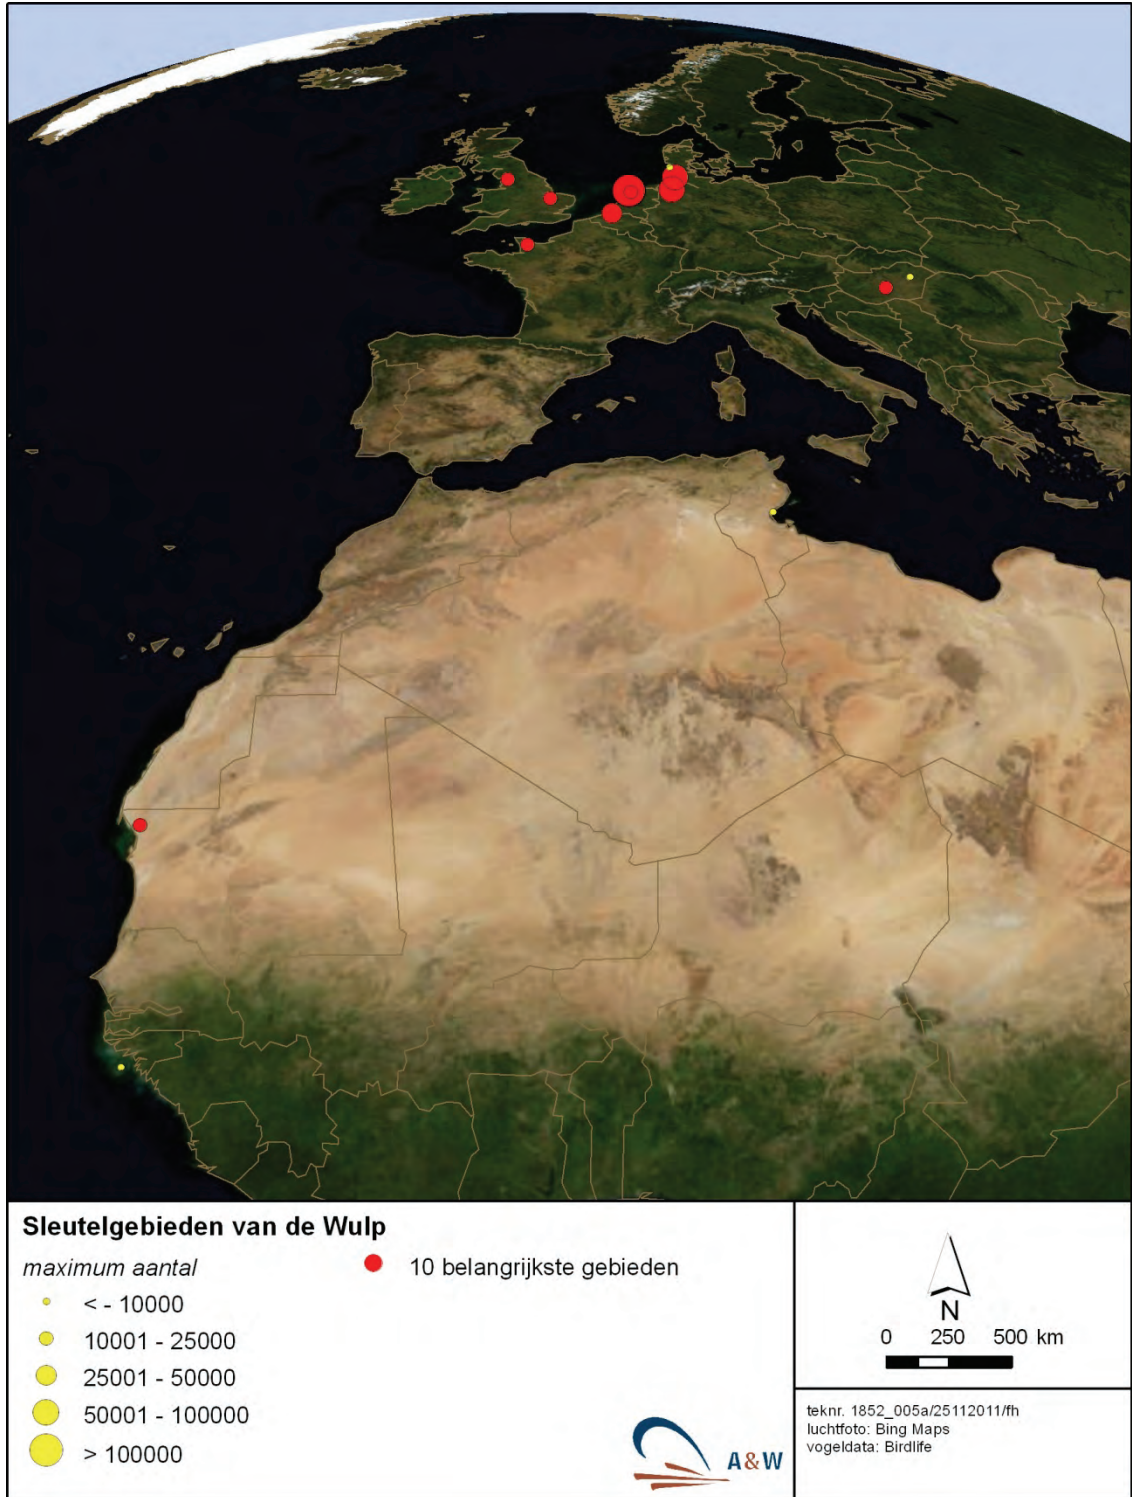 Sleutelgebieden van de Wulp
maximum aantal
10 belangrijkste gebieden
< - 10000
10001 - 25000
25001 - 50000
50001 - 100000
> 100000
A&W
N
0 250 500 km
teknr. 1852_005a/25112011/fh
luchtfoto: Bing Maps
vogeldata: Birdlife